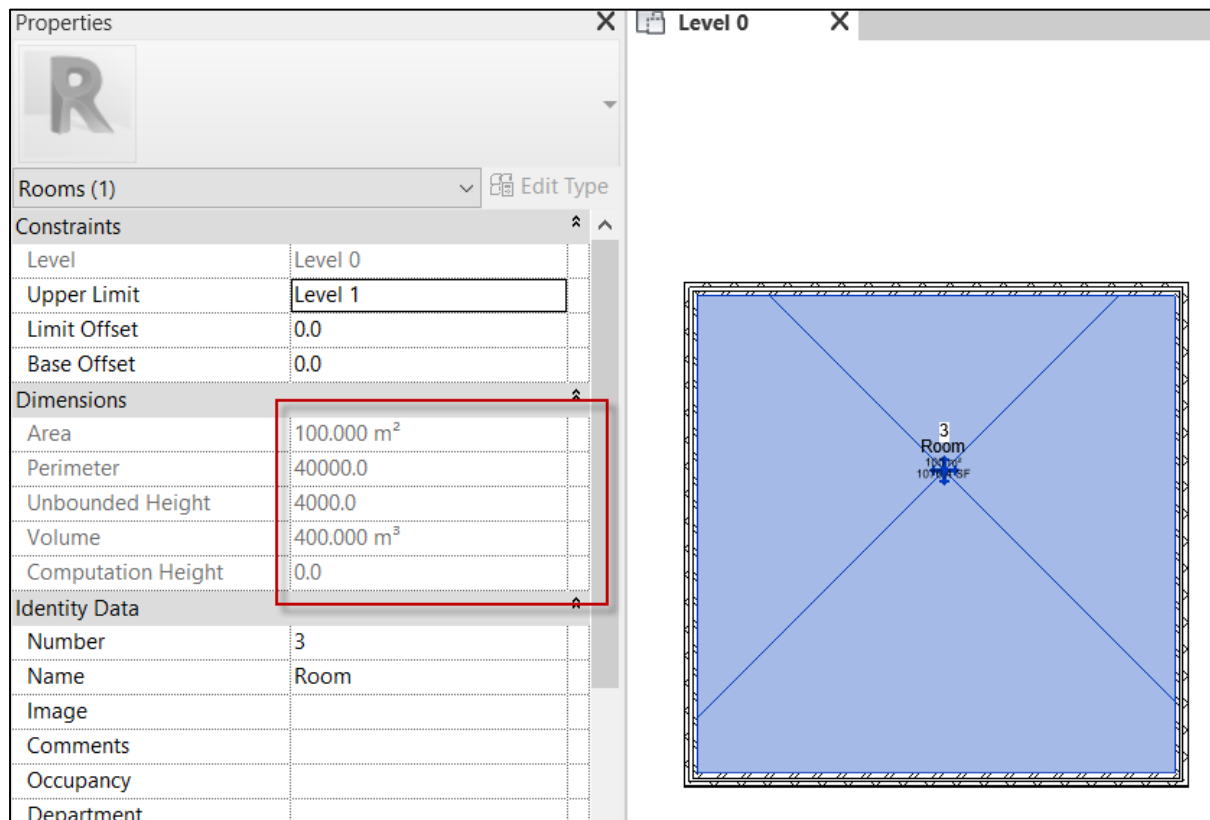 Properties
Level 0
R
Rooms (1)
Edit Type
Constraints
Level Level 0
Upper Limit Level 1
Limit Offset 0.0
Base Offset 0.0
Dimensions
Area 100.000 m²
Perimeter 40000.0
Unbounded Height 4000.0
Volume 400.000 m³
Computation Height 0.0
Identity Data
Number 3
Name Room
Image
Comments
Occupancy
Department
3
Room
SF